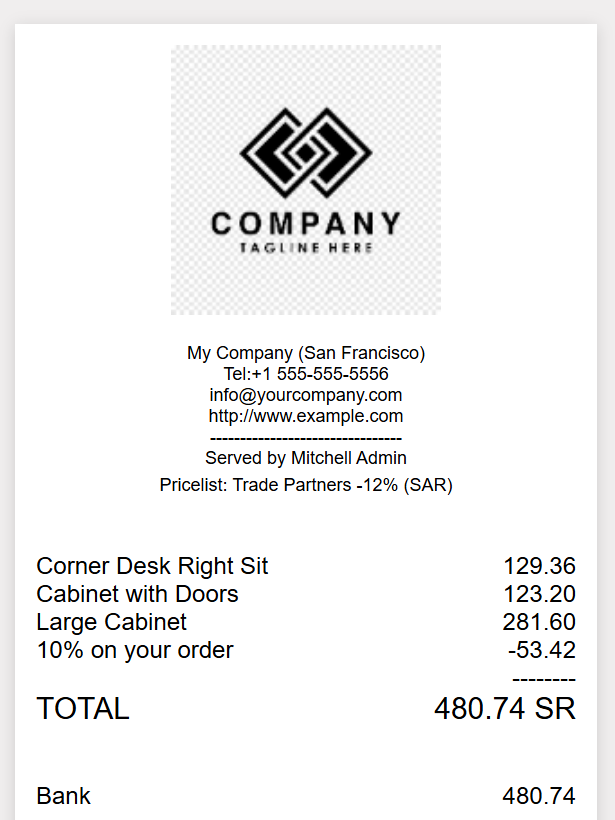 COMPANY
TAGLINE HERE
My Company (San Francisco)
Tel:+1 555-555-5556
info@yourcompany.com
http://www.example.com
--------------------------------
Served by Mitchell Admin
Pricelist: Trade Partners -12% (SAR)
Corner Desk Right Sit 129.36
Cabinet with Doors 123.20
Large Cabinet 281.60
10% on your order -53.42
--------
TOTAL 480.74 SR
Bank 480.74